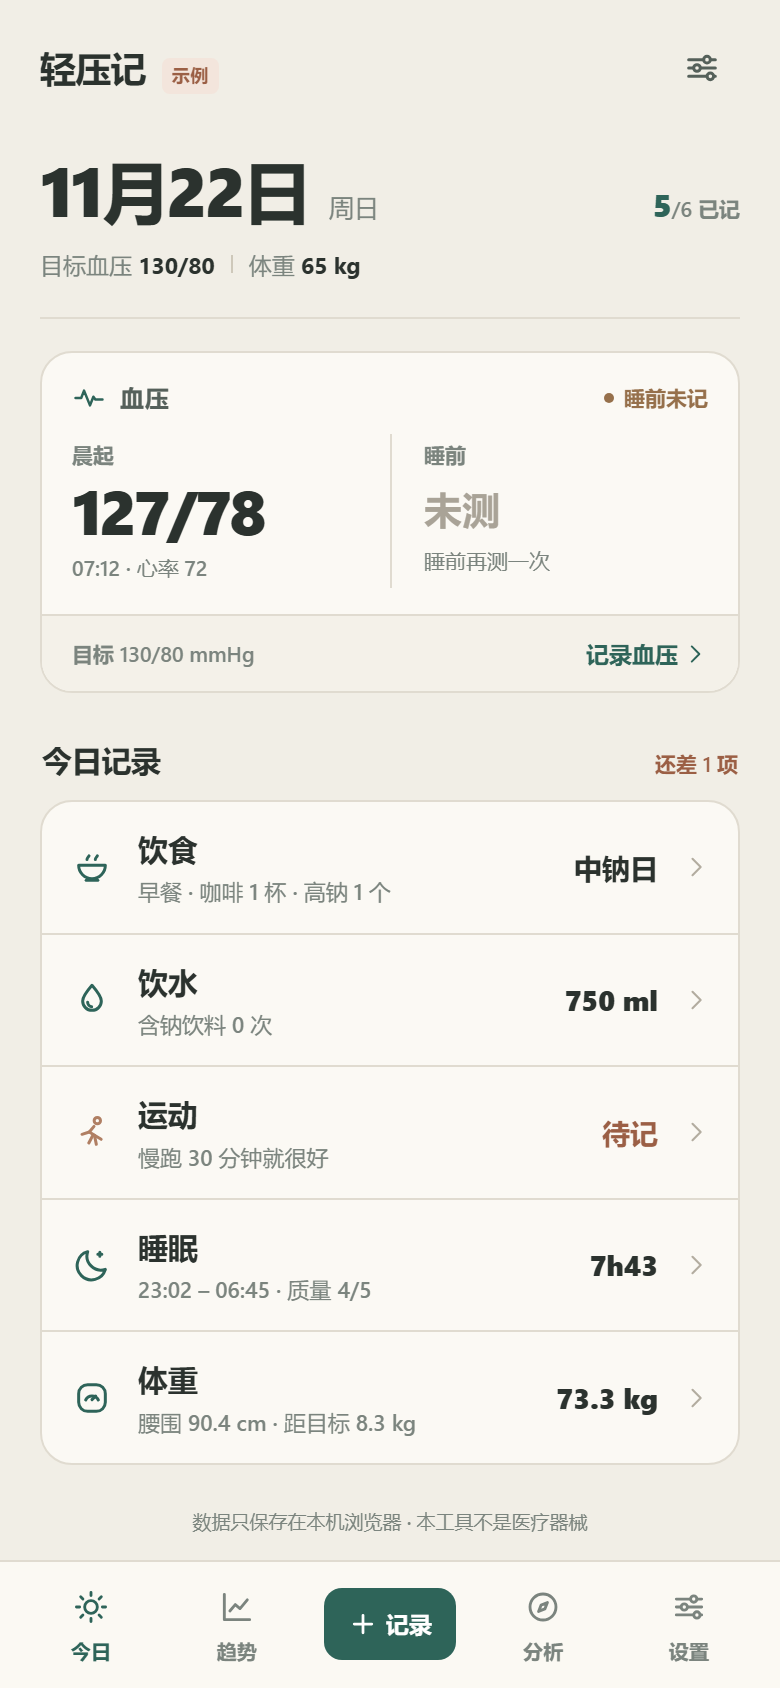 轻压记 示例
11月22日 周日 5/6 已记
目标血压 130/80 体重 65 kg
血压 睡前未记
晨起
127/78
07:12 · 心率 72
睡前
未测
睡前再测一次
目标 130/80 mmHg 记录血压
今日记录 还差 1 项
饮食 中钠日
早餐 · 咖啡 1 杯 · 高钠 1 个
饮水 750 ml
含钠饮料 0 次
运动 待记
慢跑 30 分钟就很好
睡眠 7h43
23:02 – 06:45 · 质量 4/5
体重 73.3 kg
腰围 90.4 cm · 距目标 8.3 kg
数据只保存在本机浏览器 · 本工具不是医疗器械
今日 趋势 + 记录 分析 设置